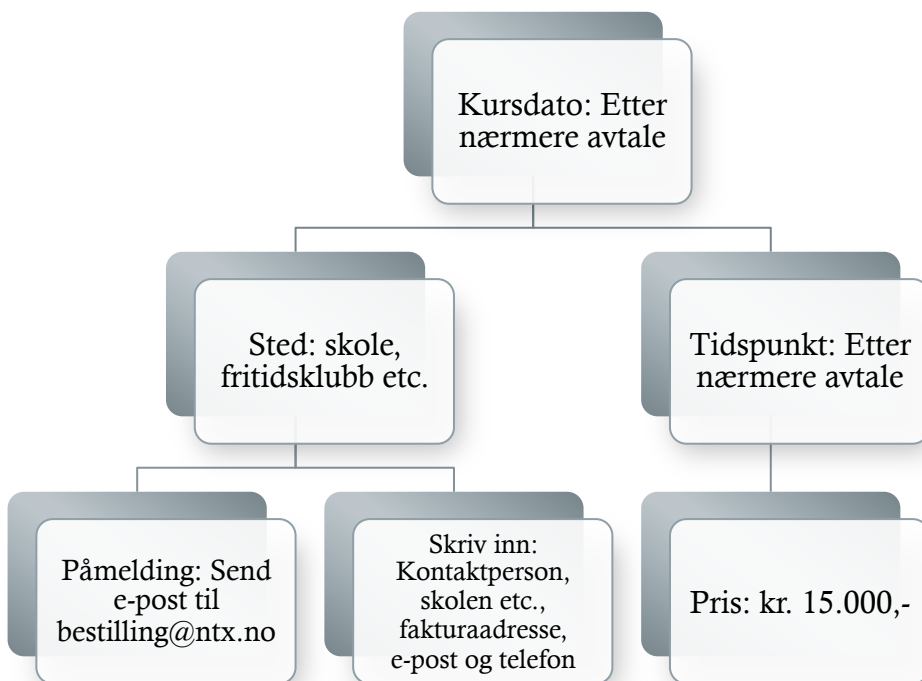 Kursdato: Etter
nærmere avtale
Sted: skole,
fritidsklubb etc.
Tidspunkt: Etter
nærmere avtale
Påmelding: Send
e-post til
bestilling@ntx.no
Skriv inn:
Kontaktperson,
skolen etc.,
fakturaadresse,
e-post og telefon
Pris: kr. 15.000,-